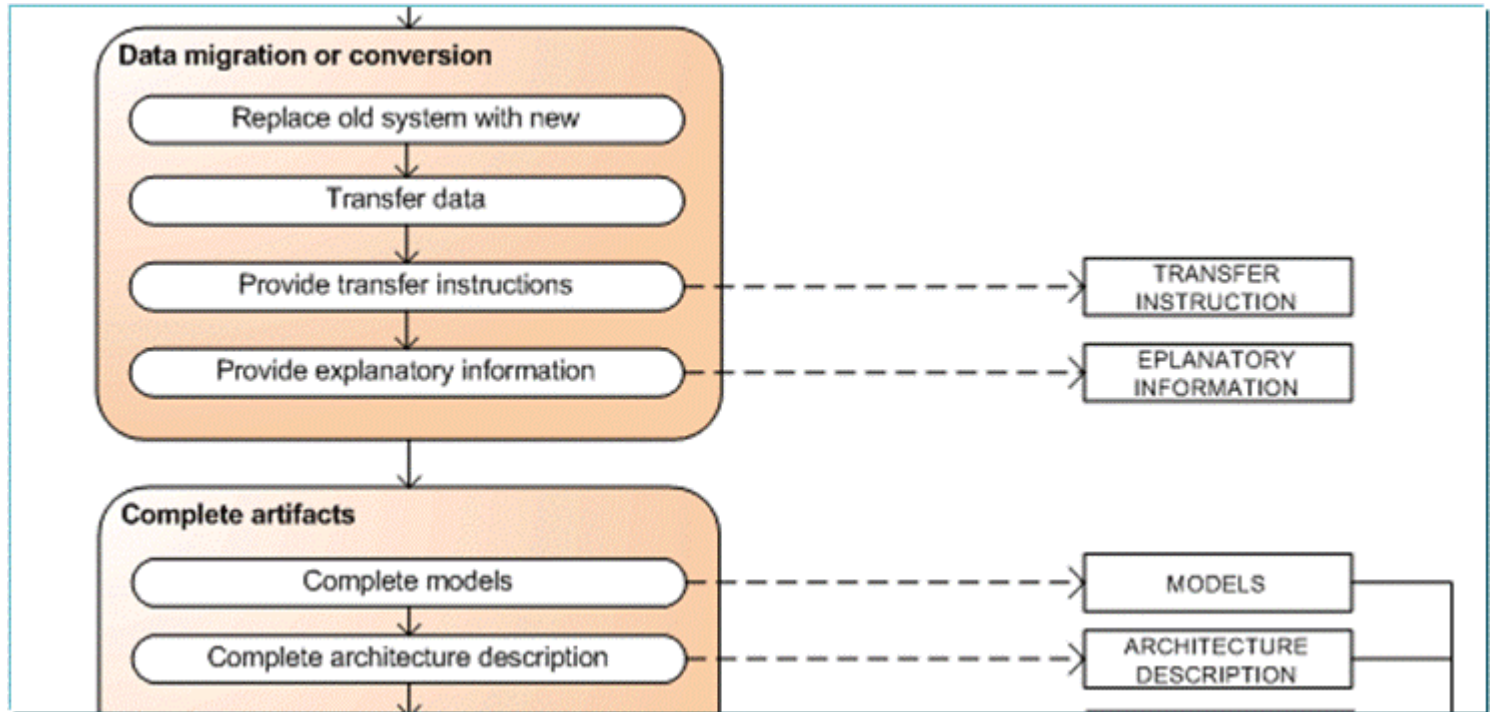 Data migration or conversion
Replace old system with new
Transfer data
Provide transfer instructions
TRANSFER
INSTRUCTION
Provide explanatory information
EPLANATORY
INFORMATION
Complete artifacts
Complete models
MODELS
Complete architecture description
ARCHITECTURE
DESCRIPTION